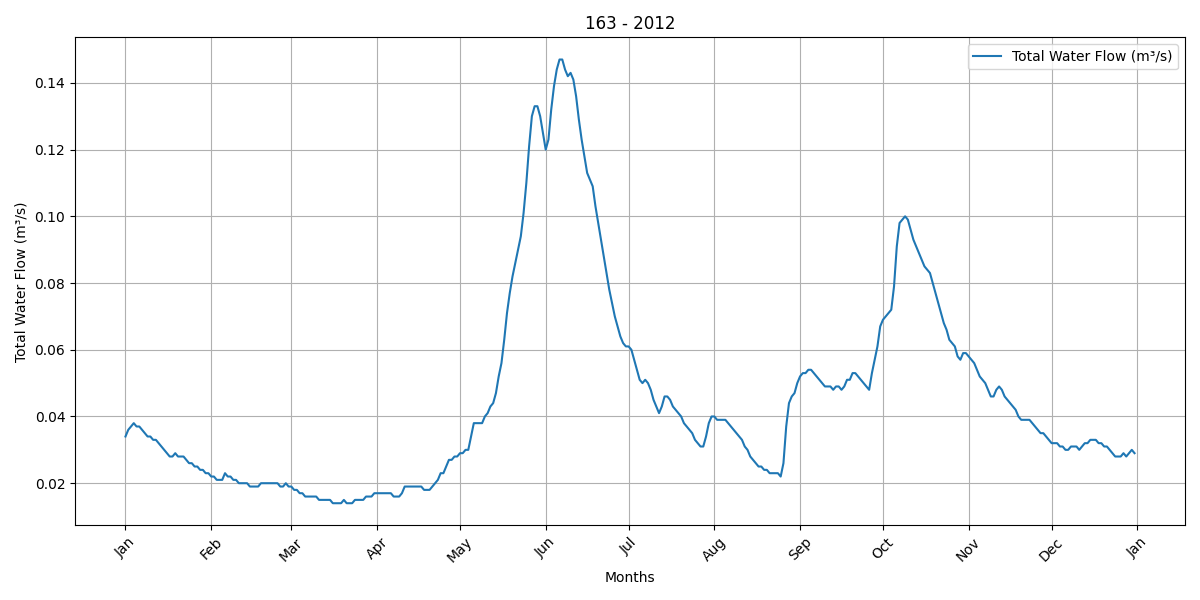 163 - 2012
Total Water Flow (m³/s)
Total Water Flow (m³/s)
0.14
0.12
0.10
0.08
0.06
0.04
0.02
Jan
Feb
Mar
Apr
May
Jun
Jul
Aug
Sep
Oct
Nov
Dec
Jan
Months